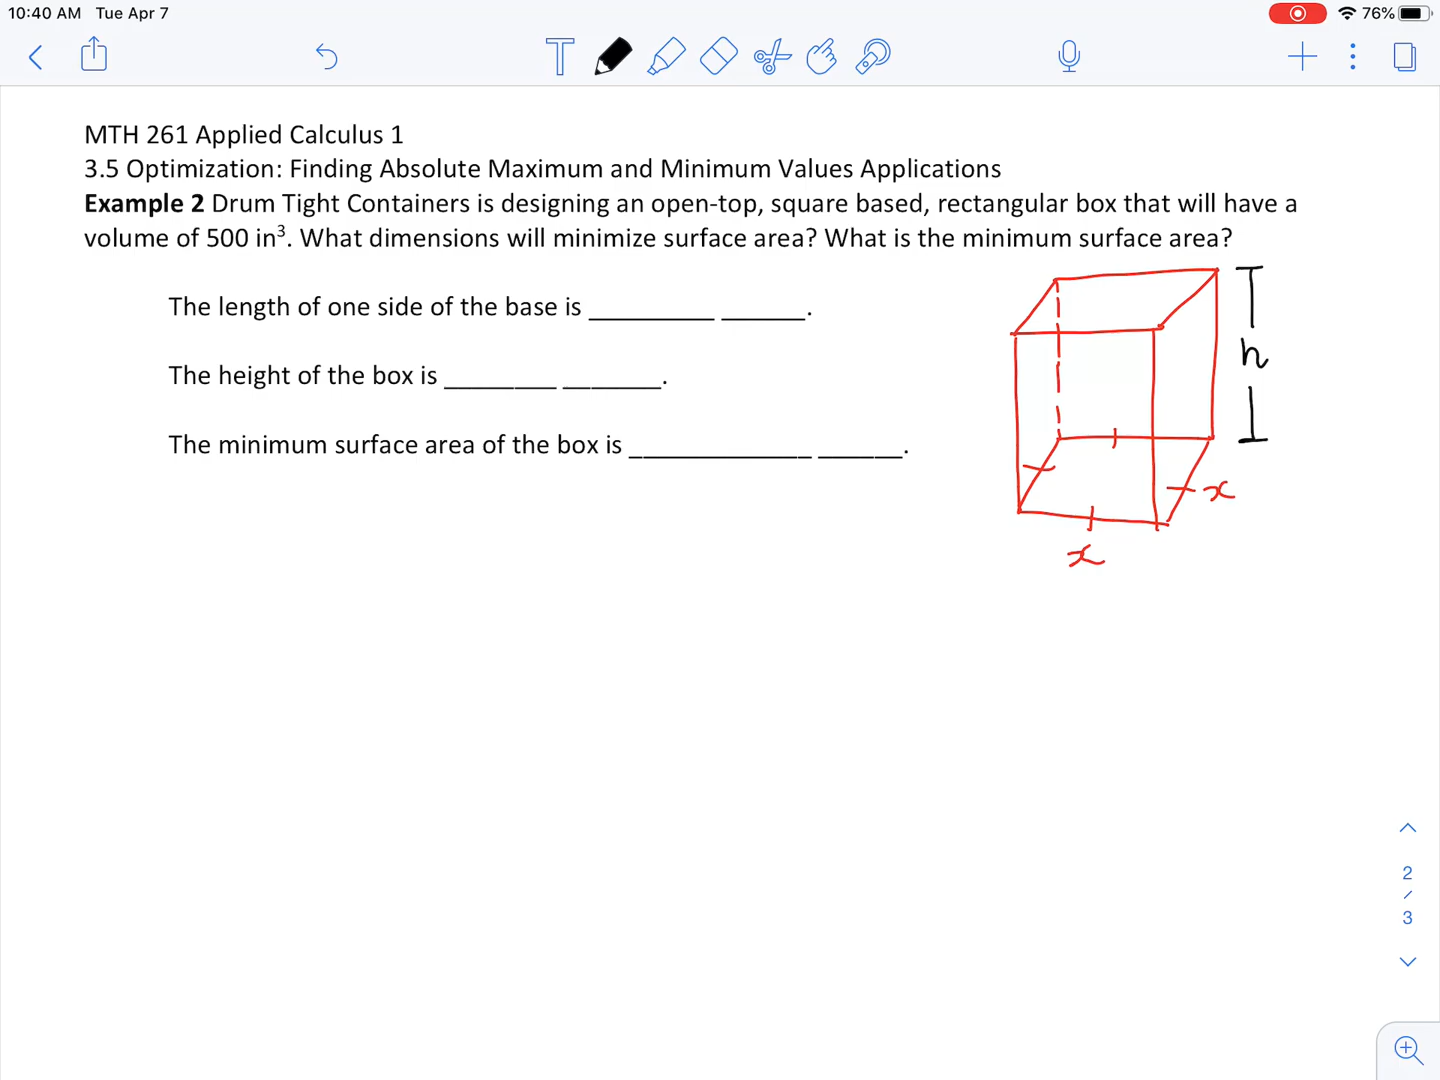 10:40 AM Tue Apr 7 76%
MTH 261 Applied Calculus 1
3.5 Optimization: Finding Absolute Maximum and Minimum Values Applications
Example 2 Drum Tight Containers is designing an open-top, square based, rectangular box that will have a
volume of 500 in³. What dimensions will minimize surface area? What is the minimum surface area?
The length of one side of the base is _________ ______.
The height of the box is ________ _______.
The minimum surface area of the box is _____________ ______.
h
x
x
2
/
3